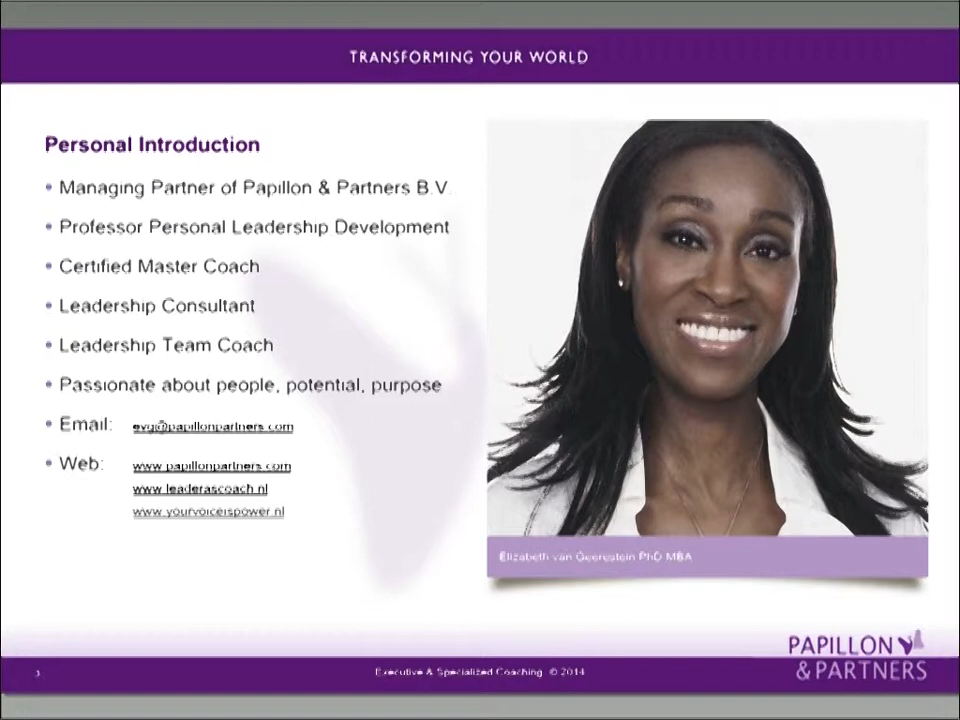 TRANSFORMING YOUR WORLD
Personal Introduction
• Managing Partner of Papillon & Partners B.V.
• Professor Personal Leadership Development
• Certified Master Coach
• Leadership Consultant
• Leadership Team Coach
• Passionate about people, potential, purpose
• Email: evg@papillonpartners.com
• Web: www.papillonpartners.com
www.leaderascoach.nl
www.yourvoiceispower.nl
Elizabeth van Geerestein PhD MBA
PAPILLON
& PARTNERS
3
Executive & Specialized Coaching © 2014